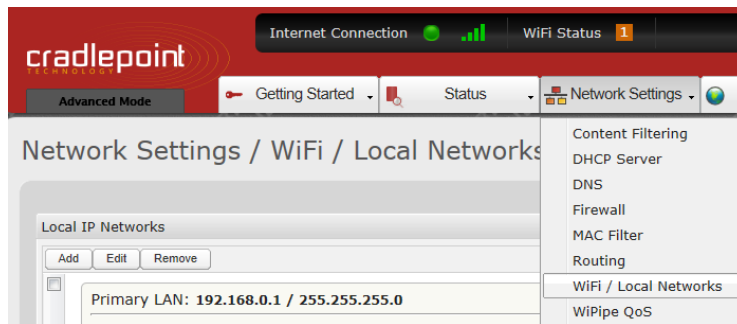 Internet Connection WiFi Status 1
cradlepoint
TECHNOLOGY
Advanced Mode Getting Started Status Network Settings
Network Settings / WiFi / Local Networks
Content Filtering
DHCP Server
DNS
Firewall
MAC Filter
Routing
WiFi / Local Networks
WiPipe QoS
Local IP Networks
Add Edit Remove
Primary LAN: 192.168.0.1 / 255.255.255.0